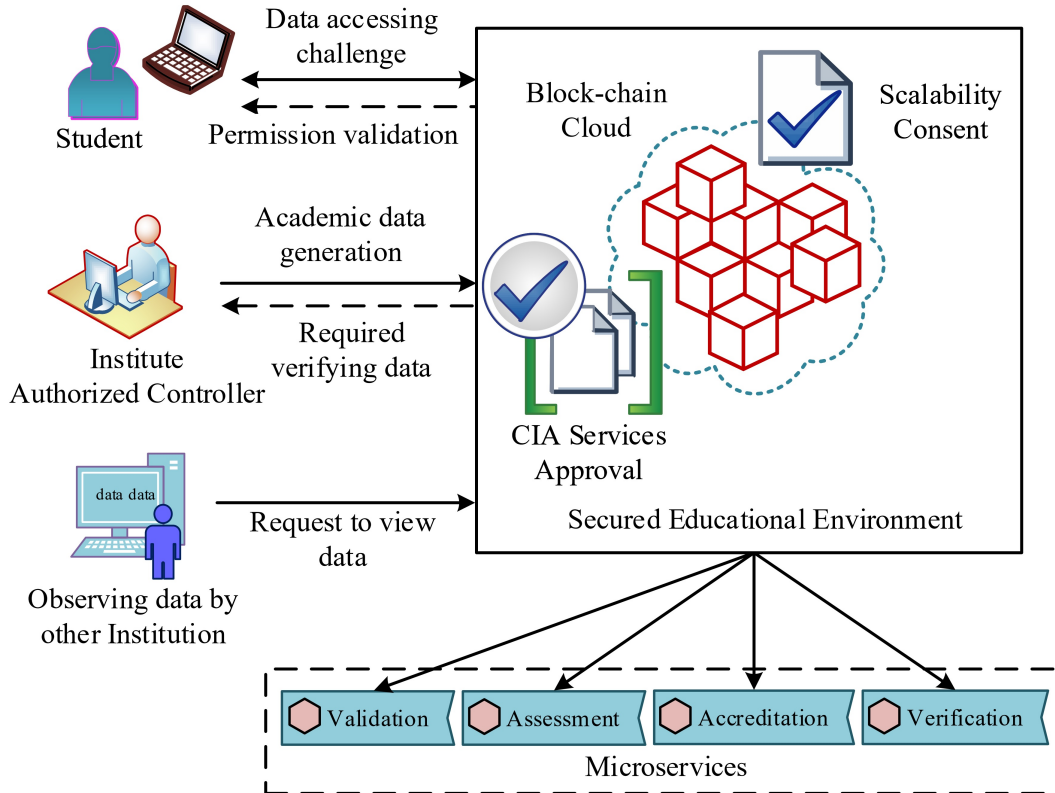 Data accessing
challenge
Permission validation
Student
Block-chain
Cloud
Scalability
Consent
Academic data
generation
Required
verifying data
Institute
Authorized Controller
CIA Services
Approval
data data
Request to view
data
Secured Educational Environment
Observing data by
other Institution
Validation
Assessment
Accreditation
Verification
Microservices